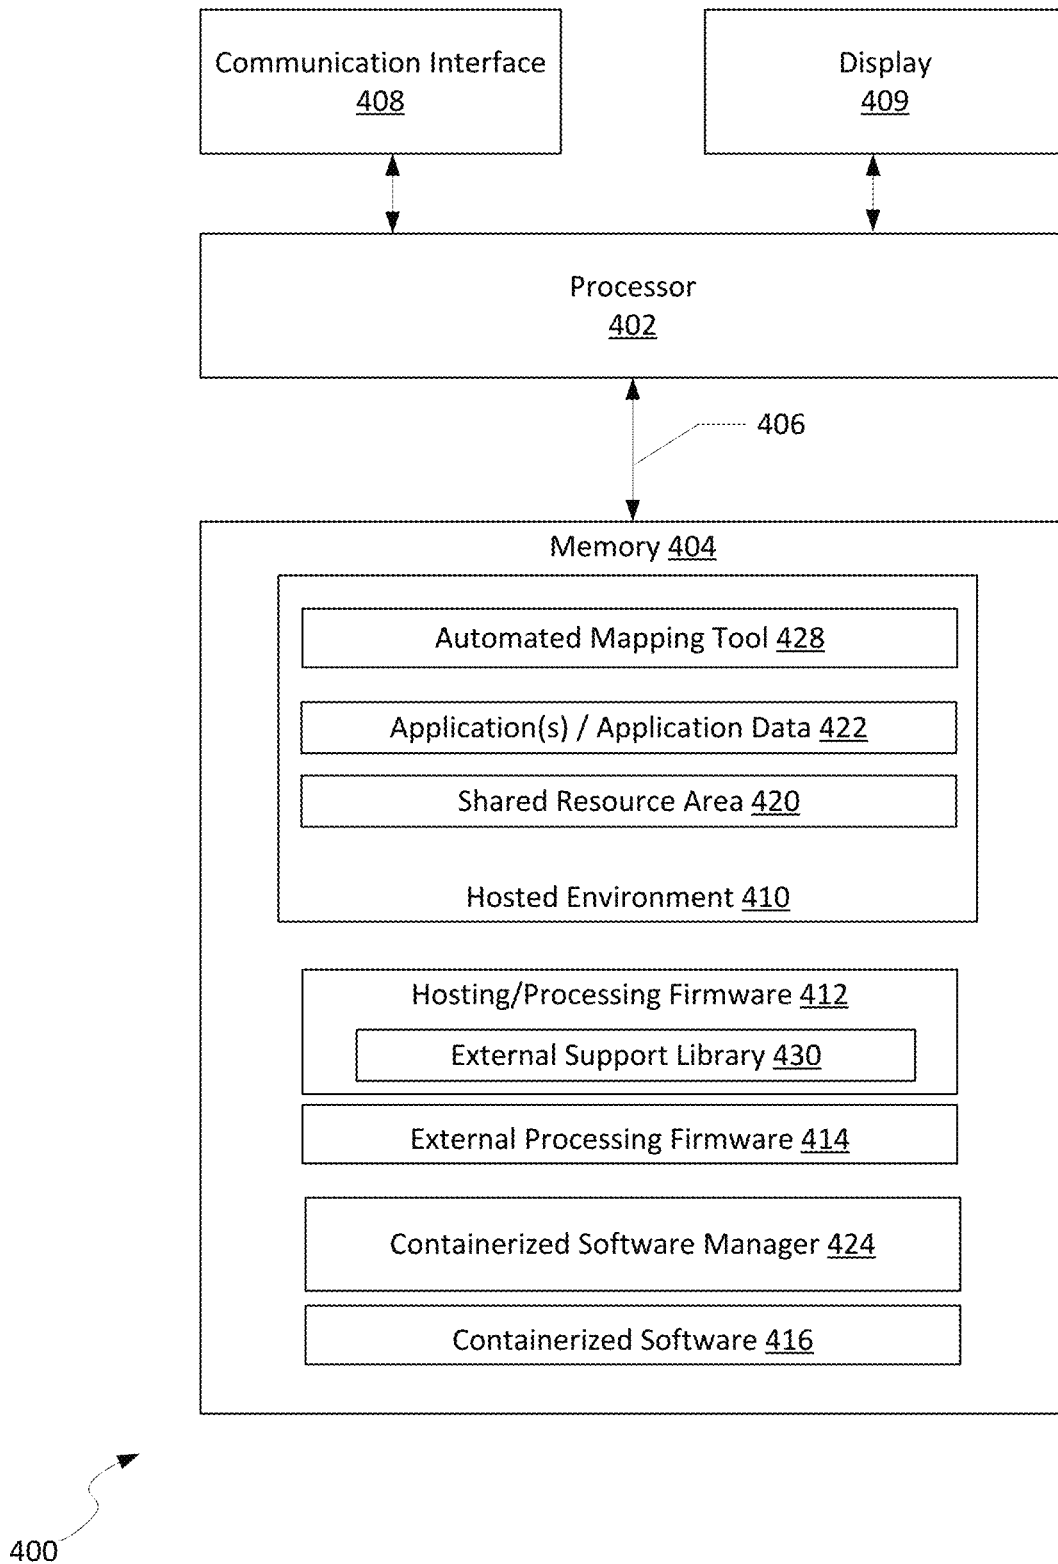 Communication Interface
408
Display
409
Processor
402
406
Memory 404
Automated Mapping Tool 428
Application(s) / Application Data 422
Shared Resource Area 420
Hosted Environment 410
Hosting/Processing Firmware 412
External Support Library 430
External Processing Firmware 414
Containerized Software Manager 424
Containerized Software 416
400